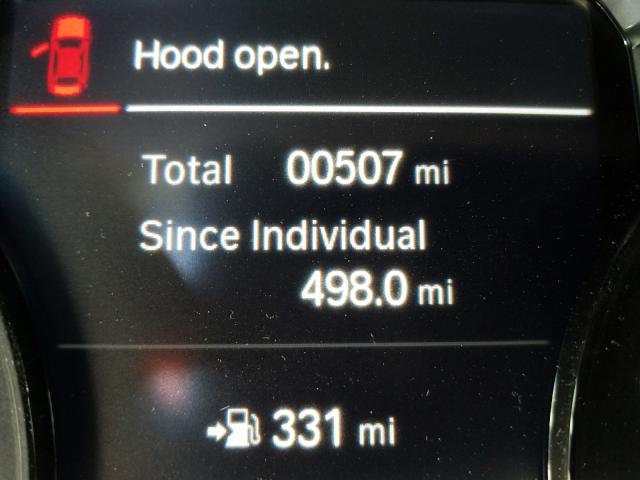 Hood open.
Total 00507 mi
Since Individual
498.0 mi
331 mi